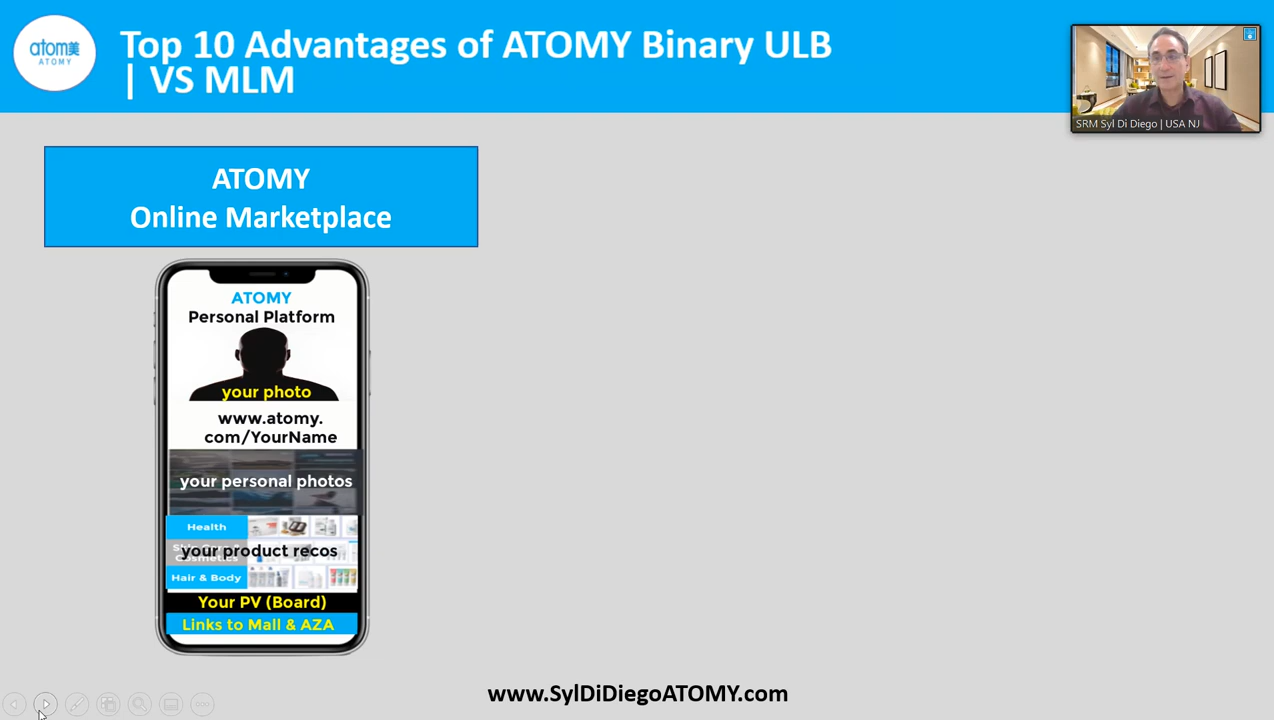 atom美
ATOMY
Top 10 Advantages of ATOMY Binary ULB
| VS MLM
SRM Syl Di Diego | USA NJ
ATOMY
Online Marketplace
ATOMY
Personal Platform
your photo
www.atomy.
com/YourName
your personal photos
Health
your product recos
Hair & Body
Your PV (Board)
Links to Mall & AZA
www.SylDiDiegoATOMY.com